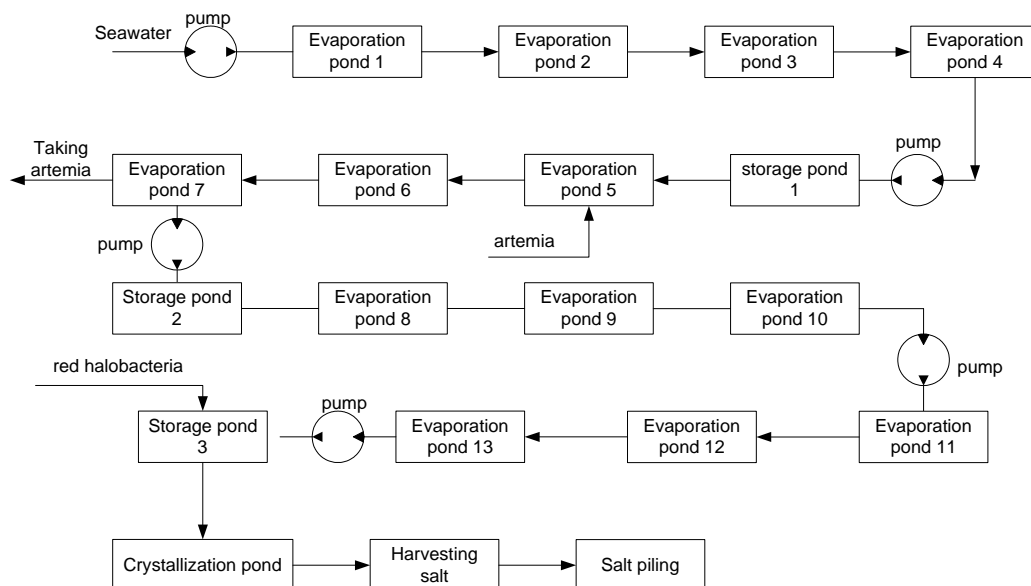 pump
Seawater
Evaporation
pond 1
Evaporation
pond 2
Evaporation
pond 3
Evaporation
pond 4
Taking
artemia
Evaporation
pond 7
Evaporation
pond 6
Evaporation
pond 5
storage pond
1
pump
pump
artemia
Storage pond
2
Evaporation
pond 8
Evaporation
pond 9
Evaporation
pond 10
pump
red halobacteria
Storage pond
3
pump
Evaporation
pond 13
Evaporation
pond 12
Evaporation
pond 11
Crystallization pond
Harvesting
salt
Salt piling